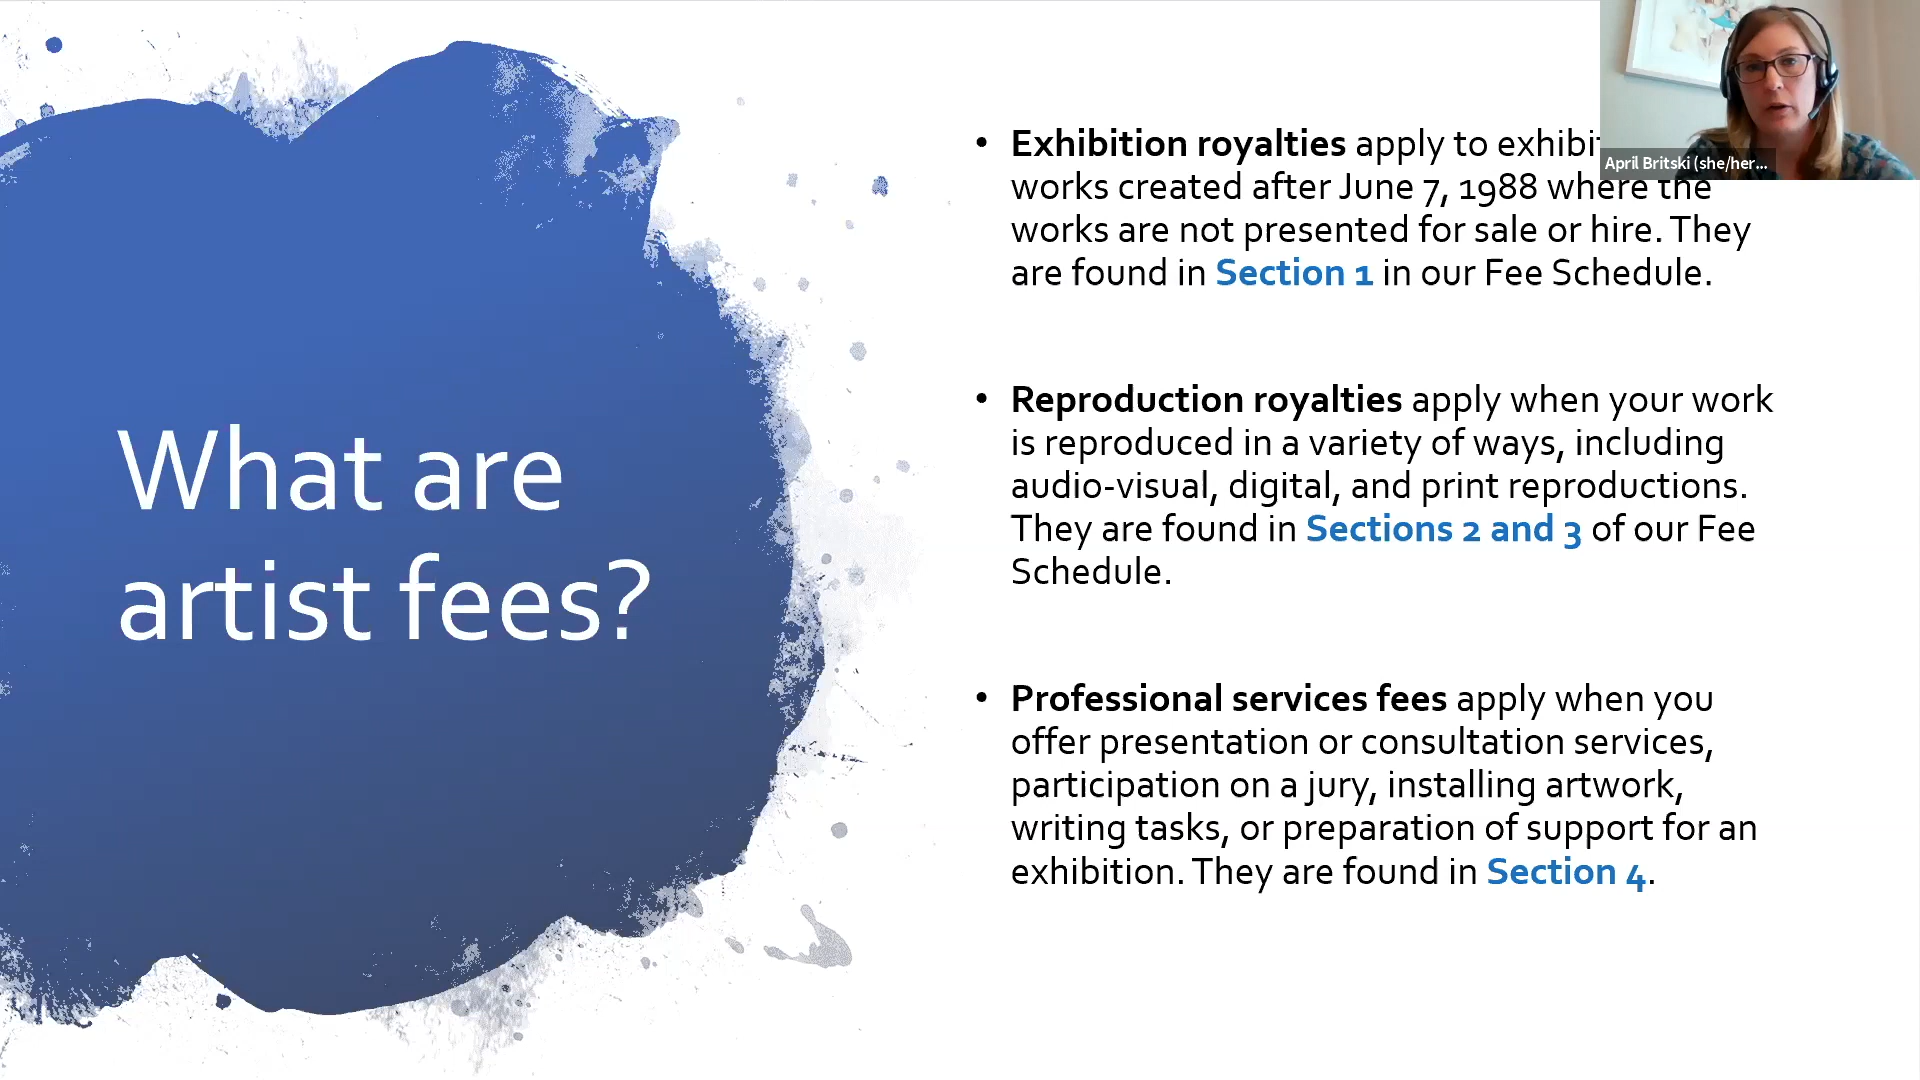 What are
artist fees?
• Exhibition royalties apply to
works created after June 7, 1988 where the
works are not presented for sale or hire. They
are found in Section 1 in our Fee Schedule.
• Reproduction royalties apply when your work
is reproduced in a variety of ways, including
audio-visual, digital, and print reproductions.
They are found in Sections 2 and 3 of our Fee
Schedule.
• Professional services fees apply when you
offer presentation or consultation services,
participation on a jury, installing artwork,
writing tasks, or preparation of support for an
exhibition. They are found in Section 4.
April Britski (she/her...